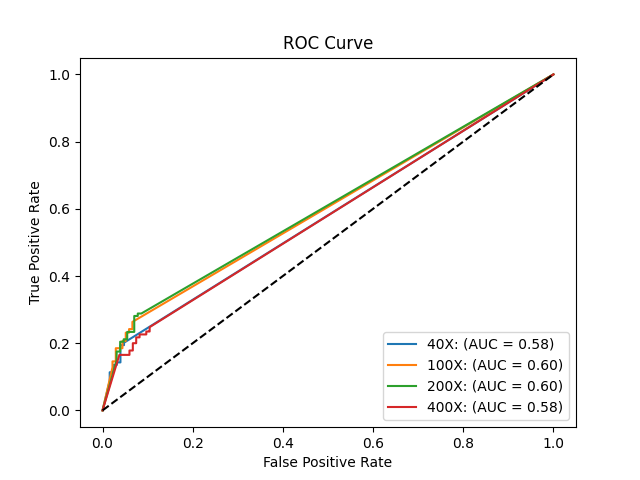 ROC Curve
True Positive Rate
1.0
0.8
0.6
0.4
0.2
0.0
40X: (AUC = 0.58)
100X: (AUC = 0.60)
200X: (AUC = 0.60)
400X: (AUC = 0.58)
0.0 0.2 0.4 0.6 0.8 1.0
False Positive Rate